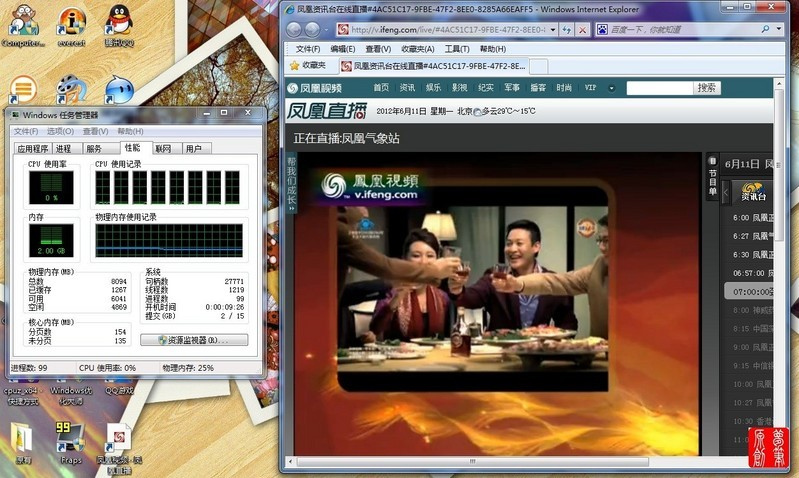 Computer...
everest
腾讯QQ
Windows 任务管理器
文件(F) 选项(O) 查看(V) 帮助(H)
应用程序 进程 服务 性能 联网 用户
CPU 使用率
CPU 使用记录
0 %
内存
物理内存使用记录
2.00 GB
物理内存(MB)
总数 8094
已缓存 1267
可用 6041
空闲 4869
系统
句柄数 27771
线程数 1219
进程数 99
开机时间 0:00:09:26
提交(GB) 2 / 15
核心内存(MB)
分页数 154
未分页 135
资源监视器(R)...
进程数: 99 CPU 使用率: 0% 物理内存: 25%
cpuz_x64 - 快捷方式
Windows优化大师
QQ游戏
99
Fraps
凤凰视频-凤凰直播
凤凰资讯台在线直播#4AC51C17-9FBE-47F2-8EE0-8285A66EAFF5 - Windows Internet Explorer
http://v.ifeng.com/live/#4AC51C17-9FBE-47F2-8EE0-8
百度一下，你就知道
文件(F) 编辑(E) 查看(V) 收藏夹(A) 工具(T) 帮助(H)
收藏夹
凤凰资讯台在线直播#4AC51C17-9FBE-47F2-8E...
凤凰视频
首页 资讯 娱乐 纪实 军事 播客 时尚 VIP
搜索
凤凰直播
2012年6月11日 星期一 北京 多云29℃~15℃
正在直播:凤凰气象站
帮我们成长
鳳凰视频
v.ifeng.com
节目单
6月11日 凤
资讯台
6:00 凤凰
6:27 凤凰
6:30 凤凰
06:57:00 凤
07:00:00
8:15 中国
9:00 凤凰
9:15 中信
10:00 凤凰
10:27 凤凰
10:30 香港
原創
夢萧